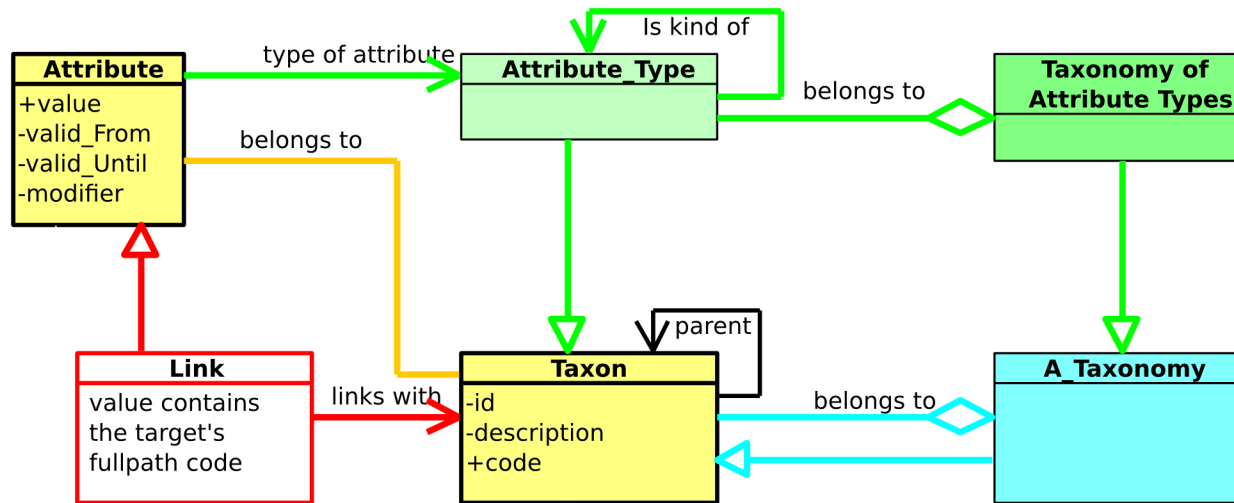 Is kind of
type of attribute
Attribute
+value
-valid_From
-valid_Until
-modifier
Attribute_Type
belongs to
Taxonomy of
Attribute Types
belongs to
parent
Link
value contains
the target's
fullpath code
links with
Taxon
-id
-description
+code
belongs to
A_Taxonomy